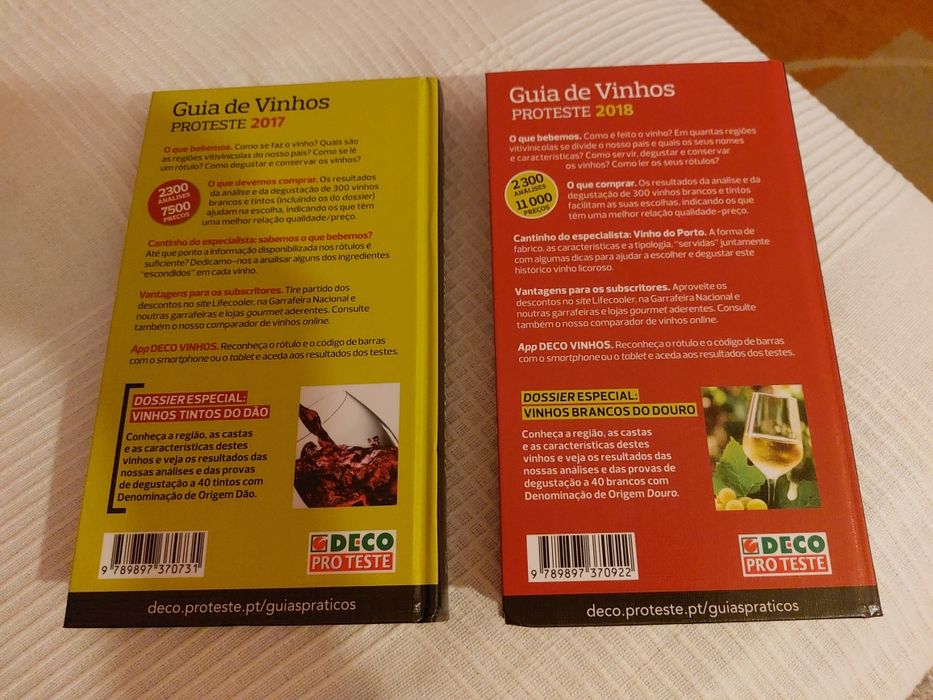 Guia de Vinhos
PROTESTE 2017
O que bebemos. Como se faz o vinho? Quais são
as regiões vitivinícolas do nosso país? Como se lê
um rótulo? Como degustar e conservar os vinhos?
2300
ANÁLISES
7500
PREÇOS
O que devemos comprar. Os resultados
da análise e da degustação de 300 vinhos
brancos e tintos (incluindo os do dossier)
ajudam na escolha, indicando os que têm
uma melhor relação qualidade/preço.
Cantinho do especialista: sabemos o que bebemos?
Até que ponto a informação disponibilizada nos rótulos é
suficiente? Dedicamo-nos a analisar alguns dos ingredientes
"escondidos" em cada vinho.
Vantagens para os subscritores. Tire partido dos
descontos no site Lifecooler, na Garrafeira Nacional e
noutras garrafeiras e lojas gourmet aderentes. Consulte
também o nosso comparador de vinhos online.
App DECO VINHOS. Reconheça o rótulo e o código de barras
com o smartphone ou o tablet e aceda aos resultados dos testes.
DOSSIER ESPECIAL:
VINHOS TINTOS DO DÃO
Conheça a região, as castas
e as características destes
vinhos e veja os resultados das
nossas análises e das provas
de degustação a 40 tintos com
Denominação de Origem Dão.
9 789897 370731
DECO
PROTESTE
deco.proteste.pt/guiaspraticos
Guia de Vinhos
PROTESTE 2018
O que bebemos. Como é feito o vinho? Em quantas regiões
vitivinícolas se divide o nosso país e quais os seus nomes
e características? Como servir, degustar e conservar
os vinhos? Como ler os seus rótulos?
2 300
ANÁLISES
11 000
PREÇOS
O que comprar. Os resultados da análise e da
degustação de 300 vinhos brancos e tintos
facilitam as suas escolhas, indicando os que
têm uma melhor relação qualidade-preço.
Cantinho do especialista: Vinho do Porto. A forma de
fabrico, as características e a tipologia, "servidas" juntamente
com algumas dicas para ajudar a escolher e degustar este
histórico vinho licoroso.
Vantagens para os subscritores. Aproveite os
descontos no site Lifecooler, na Garrafeira Nacional e
noutras garrafeiras e lojas gourmet aderentes. Consulte
também o nosso comparador de vinhos online.
App DECO VINHOS. Reconheça o rótulo e o código de barras
com o smartphone ou o tablet e aceda aos resultados dos testes.
DOSSIER ESPECIAL:
VINHOS BRANCOS DO DOURO
Conheça a região, as castas
e as características destes
vinhos e veja os resultados das
nossas análises e das provas de
degustação a 40 brancos com
Denominação de Origem Douro.
9 789897 370922
DECO
PROTESTE
deco.proteste.pt/guiaspraticos